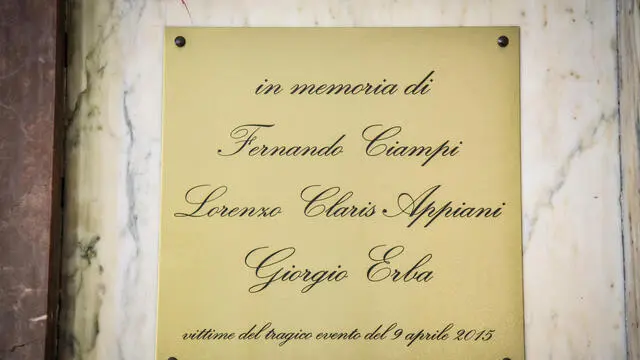 in memoria di
Fernando Ciampi
Lorenzo Claris Appiani
Giorgio Erba
vittime del tragico evento del 9 aprile 2015